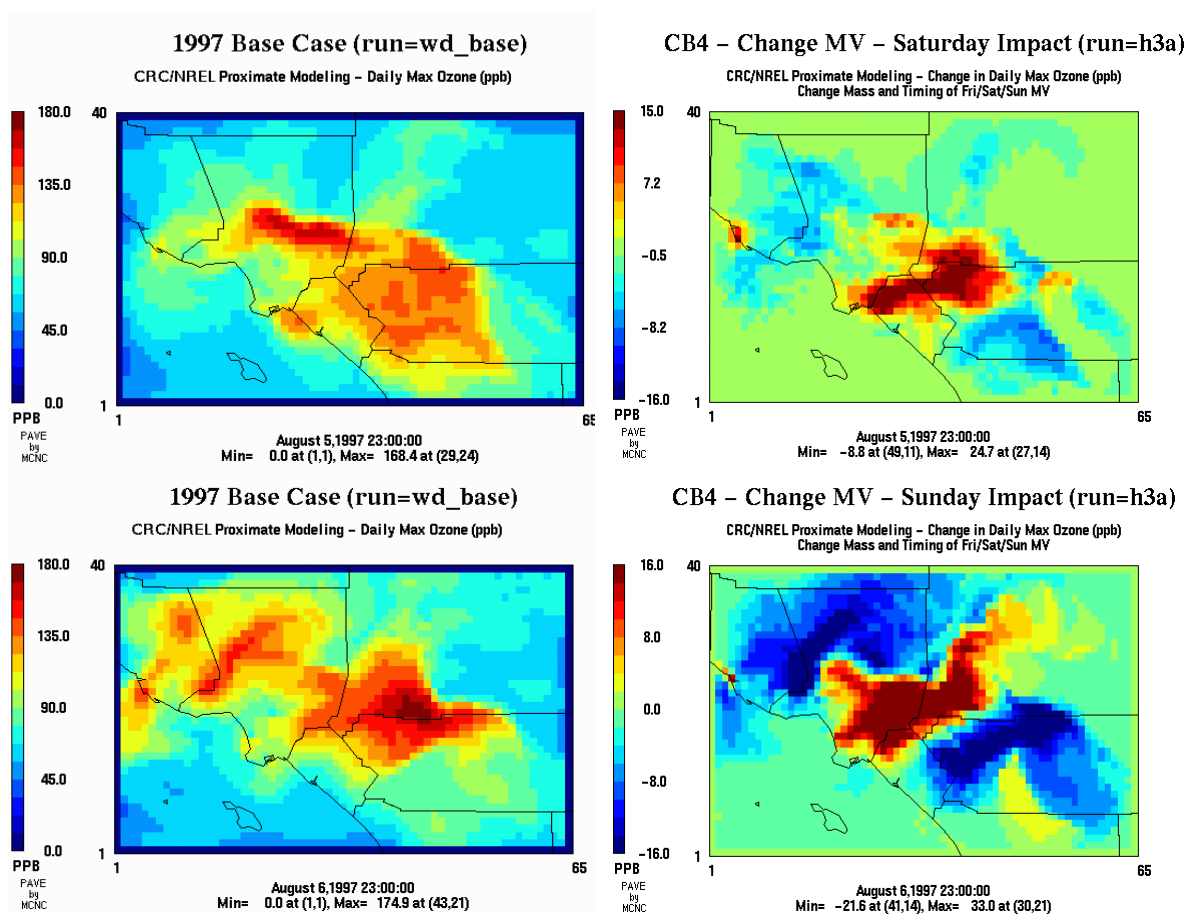 1997 Base Case (run=wd_base)
CRC/NREL Proximate Modeling – Daily Max Ozone (ppb)
180.0
135.0
90.0
45.0
0.0
PPB
PAVE
by
MCNC
40
1
1
65
August 5,1997 23:00:00
Min= 0.0 at (1,1), Max= 168.4 at (29,24)
CB4 – Change MV – Saturday Impact (run=h3a)
CRC/NREL Proximate Modeling – Change in Daily Max Ozone (ppb)
Change Mass and Timing of Fri/Sat/Sun MV
15.0
7.2
−0.5
−8.2
−16.0
PPB
PAVE
by
MCNC
40
1
1
65
August 5,1997 23:00:00
Min= −8.8 at (49,11), Max= 24.7 at (27,14)
1997 Base Case (run=wd_base)
CRC/NREL Proximate Modeling – Daily Max Ozone (ppb)
180.0
135.0
90.0
45.0
0.0
PPB
PAVE
by
MCNC
40
1
1
65
August 6,1997 23:00:00
Min= 0.0 at (1,1), Max= 174.9 at (43,21)
CB4 – Change MV – Sunday Impact (run=h3a)
CRC/NREL Proximate Modeling – Change in Daily Max Ozone (ppb)
Change Mass and Timing of Fri/Sat/Sun MV
16.0
8.0
0.0
−8.0
−16.0
PPB
PAVE
by
MCNC
40
1
1
65
August 6,1997 23:00:00
Min= −21.6 at (41,14), Max= 33.0 at (30,21)